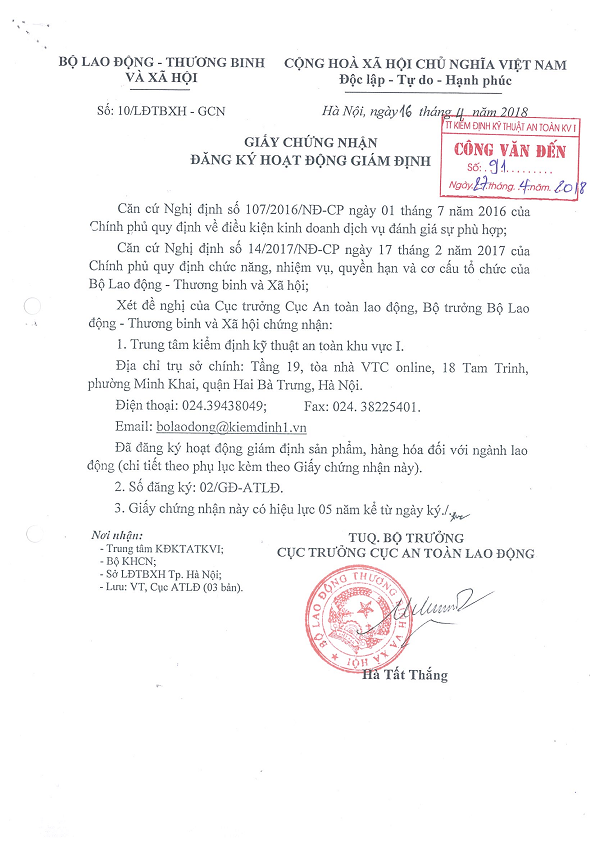 BỘ LAO ĐỘNG - THƯƠNG BINH
VÀ XÃ HỘI
CỘNG HOÀ XÃ HỘI CHỦ NGHĨA VIỆT NAM
Độc lập - Tự do - Hạnh phúc
Số: 10/LĐTBXH - GCN
Hà Nội, ngày 16 tháng 4 năm 2018
TT KIỂM ĐỊNH KỸ THUẬT AN TOÀN KV I
CÔNG VĂN ĐẾN
Số: 91
Ngày 27 tháng 4 năm 2018
GIẤY CHỨNG NHẬN
ĐĂNG KÝ HOẠT ĐỘNG GIÁM ĐỊNH
Căn cứ Nghị định số 107/2016/NĐ-CP ngày 01 tháng 7 năm 2016 của
Chính phủ quy định về điều kiện kinh doanh dịch vụ đánh giá sự phù hợp;
Căn cứ Nghị định số 14/2017/NĐ-CP ngày 17 tháng 2 năm 2017 của
Chính phủ quy định chức năng, nhiệm vụ, quyền hạn và cơ cấu tổ chức của
Bộ Lao động - Thương binh và Xã hội;
Xét đề nghị của Cục trưởng Cục An toàn lao động, Bộ trưởng Bộ Lao
động - Thương binh và Xã hội chứng nhận:
1. Trung tâm kiểm định kỹ thuật an toàn khu vực I.
Địa chỉ trụ sở chính: Tầng 19, tòa nhà VTC online, 18 Tam Trinh,
phường Minh Khai, quận Hai Bà Trưng, Hà Nội.
Điện thoại: 024.39438049; Fax: 024. 38225401.
Email: bolaodong@kiemdinh1.vn
Đã đăng ký hoạt động giám định sản phẩm, hàng hóa đối với ngành lao
động (chi tiết theo phụ lục kèm theo Giấy chứng nhận này).
2. Số đăng ký: 02/GĐ-ATLĐ.
3. Giấy chứng nhận này có hiệu lực 05 năm kể từ ngày ký./.
Nơi nhận:
- Trung tâm KĐKTATKVI;
- Bộ KHCN;
- Sở LĐTBXH Tp. Hà Nội;
- Lưu: VT, Cục ATLĐ (03 bản).
TUQ. BỘ TRƯỞNG
CỤC TRƯỞNG CỤC AN TOÀN LAO ĐỘNG
BỘ LAO ĐỘNG THƯƠNG BINH VÀ XÃ HỘI
Hà Tất Thắng